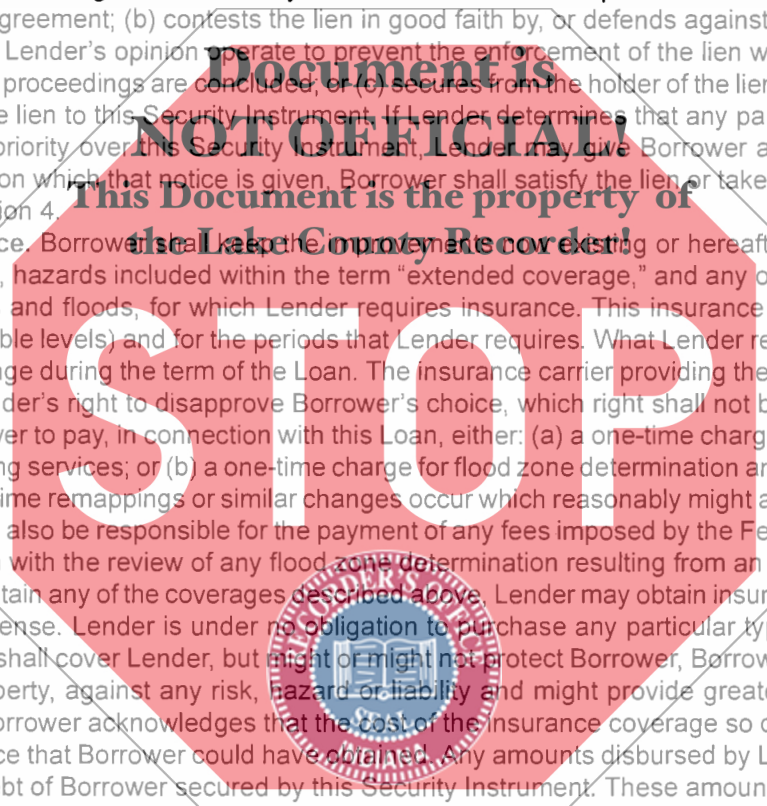 greement; (b) contests the lien in good faith by, or defends against
Lender's opinion operate to prevent the enforcement of the lien w
Document is
proceedings are concluded; or (c) secures from the holder of the lien
e lien to this Security Instrument. If Lender determines that any pa
NOT OFFICIAL!
priority over this Security Instrument, Lender may give Borrower a
on which that notice is given, Borrower shall satisfy the lien or take
This Document is the property of
ion 4.
the Lake County Recorder!
ce. Borrower shall keep the improvements now existing or hereaft
, hazards included within the term “extended coverage,” and any o
and floods, for which Lender requires insurance. This insurance
ble levels) and for the periods that Lender requires. What Lender re
STOP
nge during the term of the Loan. The insurance carrier providing the
der's right to disapprove Borrower's choice, which right shall not b
ver to pay, in connection with this Loan, either: (a) a one-time charg
ng services; or (b) a one-time charge for flood zone determination an
ime remappings or similar changes occur which reasonably might a
also be responsible for the payment of any fees imposed by the Fe
with the review of any flood zone determination resulting from an
RECORDER'S OFFICE
tain any of the coverages described above, Lender may obtain insur
ense. Lender is under no obligation to purchase any particular typ
shall cover Lender, but might or might not protect Borrower, Borrow
perty, against any risk, hazard or liability and might provide greate
SEAL
orrower acknowledges that the cost of the insurance coverage so o
INDIANA
ce that Borrower could have obtained. Any amounts disbursed by L
bt of Borrower secured by this Security Instrument. These amoun